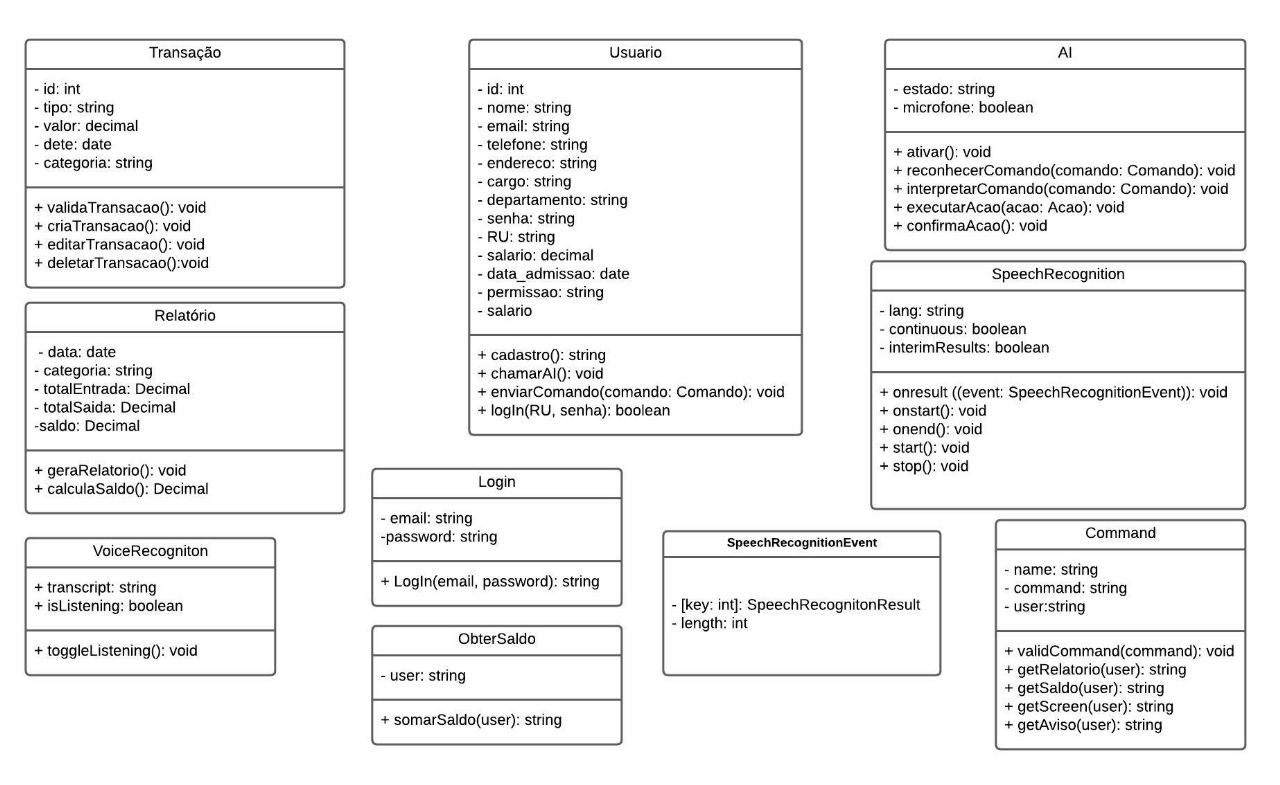 Transação
- id: int
- tipo: string
- valor: decimal
- dete: date
- categoria: string
+ validaTransacao(): void
+ criaTransacao(): void
+ editarTransacao(): void
+ deletarTransacao():void
Relatório
- data: date
- categoria: string
- totalEntrada: Decimal
- totalSaida: Decimal
-saldo: Decimal
+ geraRelatorio(): void
+ calculaSaldo(): Decimal
VoiceRecogniton
+ transcript: string
+ isListening: boolean
+ toggleListening(): void
Usuario
- id: int
- nome: string
- email: string
- telefone: string
- endereco: string
- cargo: string
- departamento: string
- senha: string
- RU: string
- salario: decimal
- data_admissao: date
- permissao: string
- salario
+ cadastro(): string
+ chamarAI(): void
+ enviarComando(comando: Comando): void
+ logIn(RU, senha): boolean
Login
- email: string
-password: string
+ LogIn(email, password): string
ObterSaldo
- user: string
+ somarSaldo(user): string
SpeechRecognitionEvent
- [key: int]: SpeechRecognitonResult
- length: int
AI
- estado: string
- microfone: boolean
+ ativar(): void
+ reconhecerComando(comando: Comando): void
+ interpretarComando(comando: Comando): void
+ executarAcao(acao: Acao): void
+ confirmaAcao(): void
SpeechRecognition
- lang: string
- continuous: boolean
- interimResults: boolean
+ onresult ((event: SpeechRecognitionEvent)): void
+ onstart(): void
+ onend(): void
+ start(): void
+ stop(): void
Command
- name: string
- command: string
- user:string
+ validCommand(command): void
+ getRelatorio(user): string
+ getSaldo(user): string
+ getScreen(user): string
+ getAviso(user): string